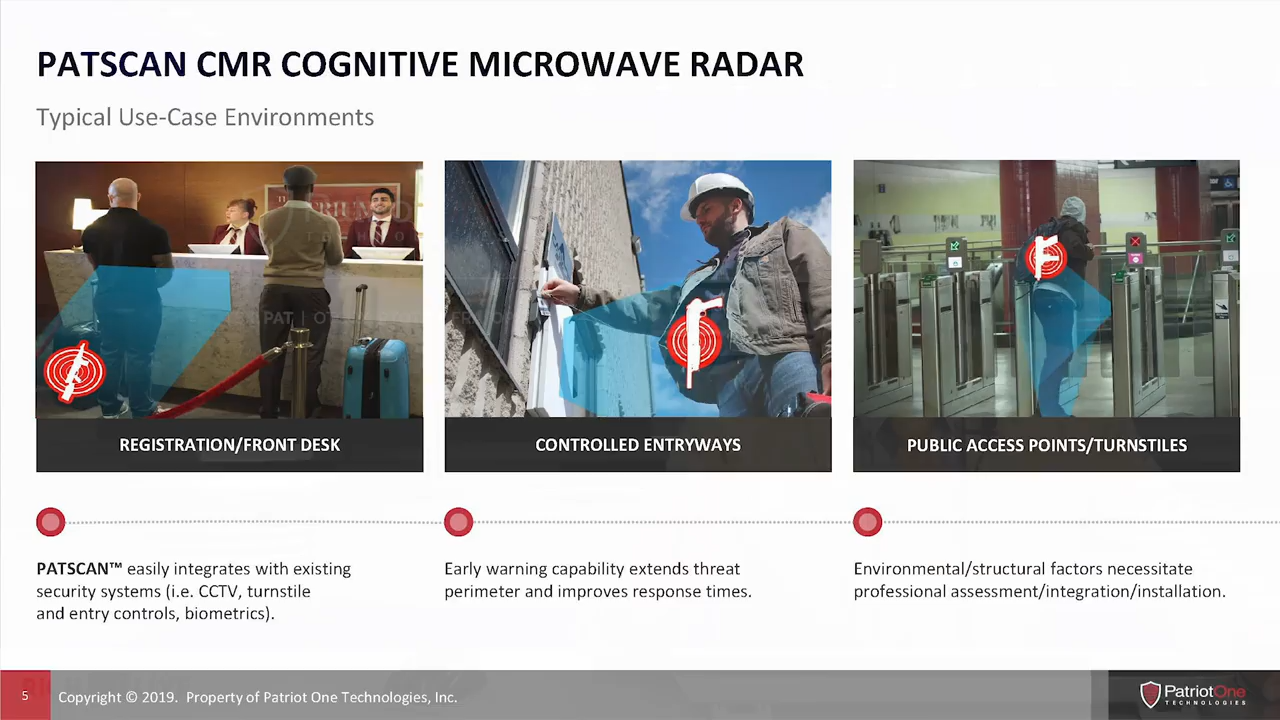 PATSCAN CMR COGNITIVE MICROWAVE RADAR
Typical Use-Case Environments
REGISTRATION/FRONT DESK
CONTROLLED ENTRYWAYS
PUBLIC ACCESS POINTS/TURNSTILES
PATSCAN™ easily integrates with existing
security systems (i.e. CCTV, turnstile
and entry controls, biometrics).
Early warning capability extends threat
perimeter and improves response times.
Environmental/structural factors necessitate
professional assessment/integration/installation.
5
Copyright © 2019. Property of Patriot One Technologies, Inc.
PatriotOne
TECHNOLOGIES